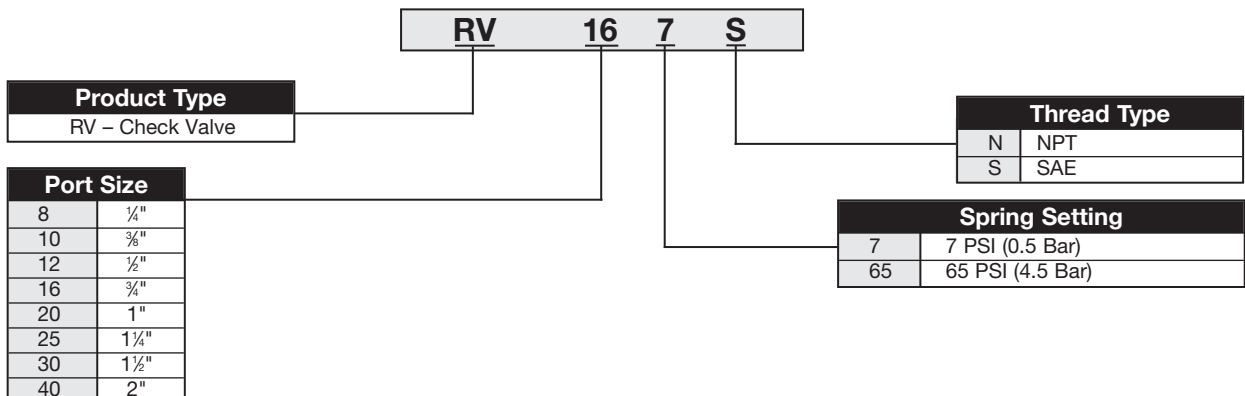 RV 16 7 S
Product Type
RV – Check Valve
Thread Type
N NPT
S SAE
Port Size
8 ¼"
10 ⅜"
12 ½"
16 ¾"
20 1"
25 1¼"
30 1½"
40 2"
Spring Setting
7 7 PSI (0.5 Bar)
65 65 PSI (4.5 Bar)